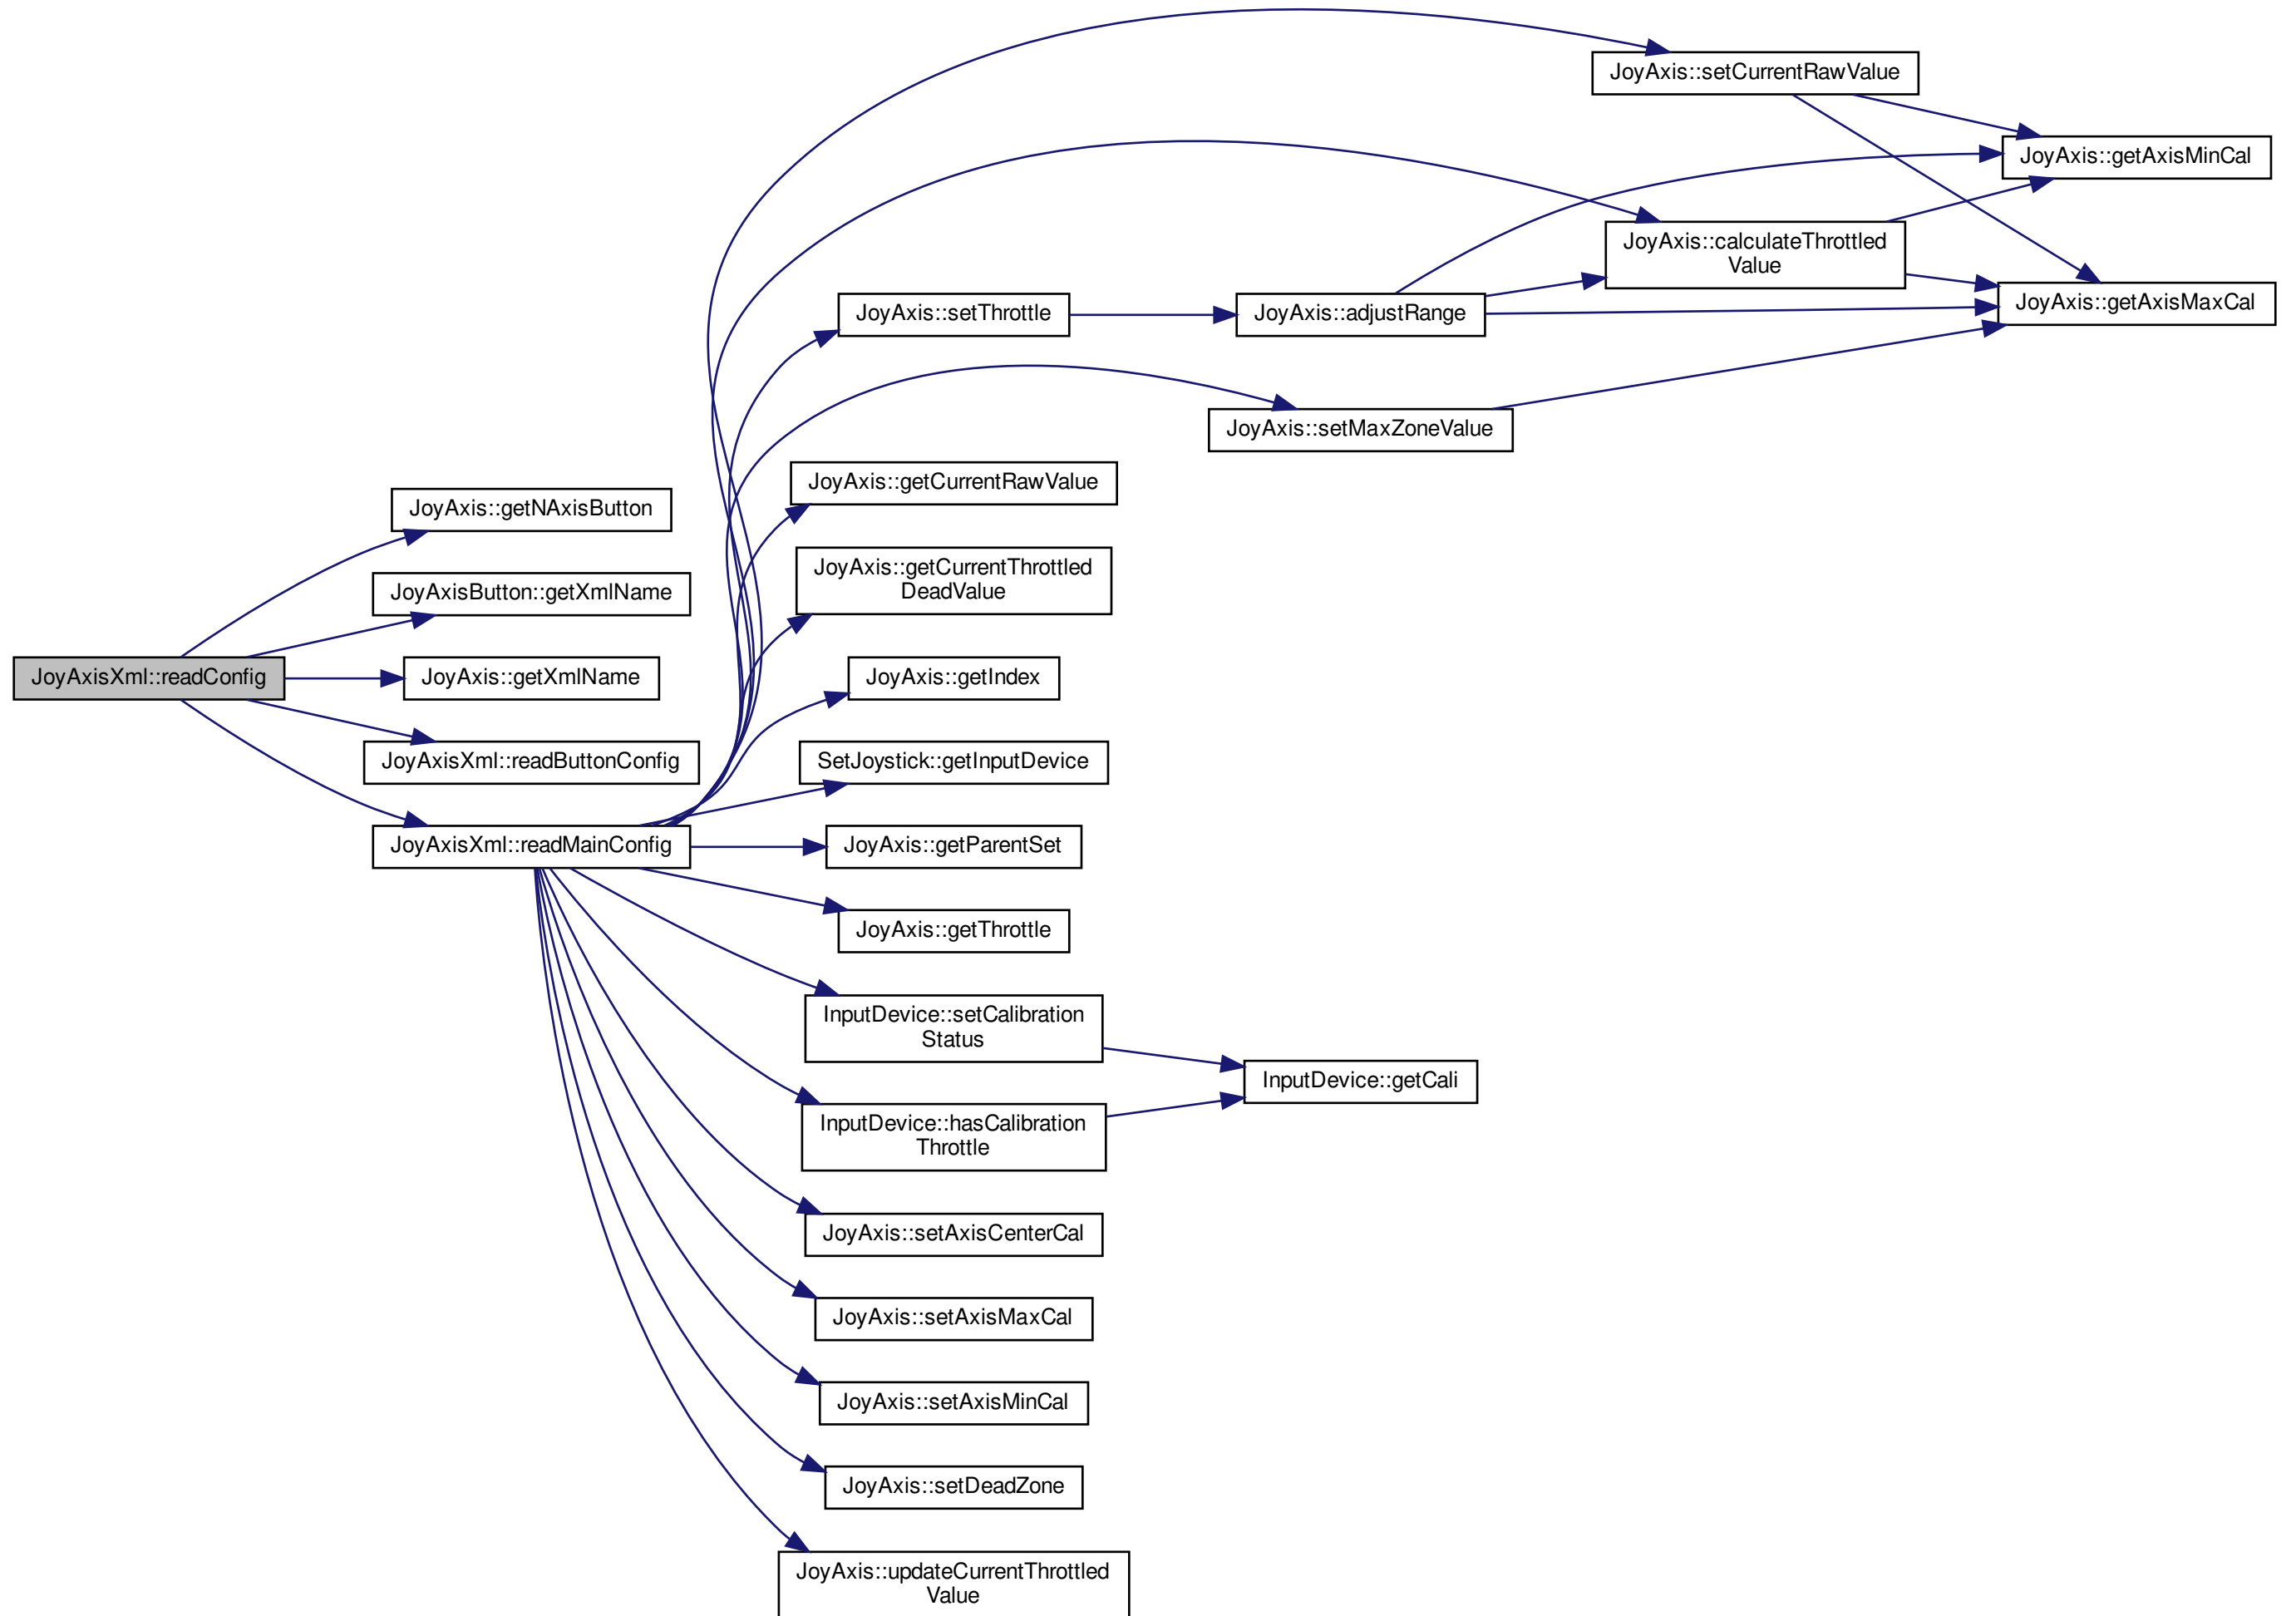 JoyAxis::setCurrentRawValue
JoyAxis::getAxisMinCal
JoyAxis::calculateThrottled
Value
JoyAxis::getAxisMaxCal
JoyAxis::setThrottle
JoyAxis::adjustRange
JoyAxis::setMaxZoneValue
JoyAxis::getCurrentRawValue
JoyAxis::getNAxisButton
JoyAxis::getCurrentThrottled
DeadValue
JoyAxisButton::getXmlName
JoyAxisXml::readConfig
JoyAxis::getXmlName
JoyAxis::getIndex
JoyAxisXml::readButtonConfig
SetJoystick::getInputDevice
JoyAxisXml::readMainConfig
JoyAxis::getParentSet
JoyAxis::getThrottle
InputDevice::setCalibration
Status
InputDevice::getCali
InputDevice::hasCalibration
Throttle
JoyAxis::setAxisCenterCal
JoyAxis::setAxisMaxCal
JoyAxis::setAxisMinCal
JoyAxis::setDeadZone
JoyAxis::updateCurrentThrottled
Value